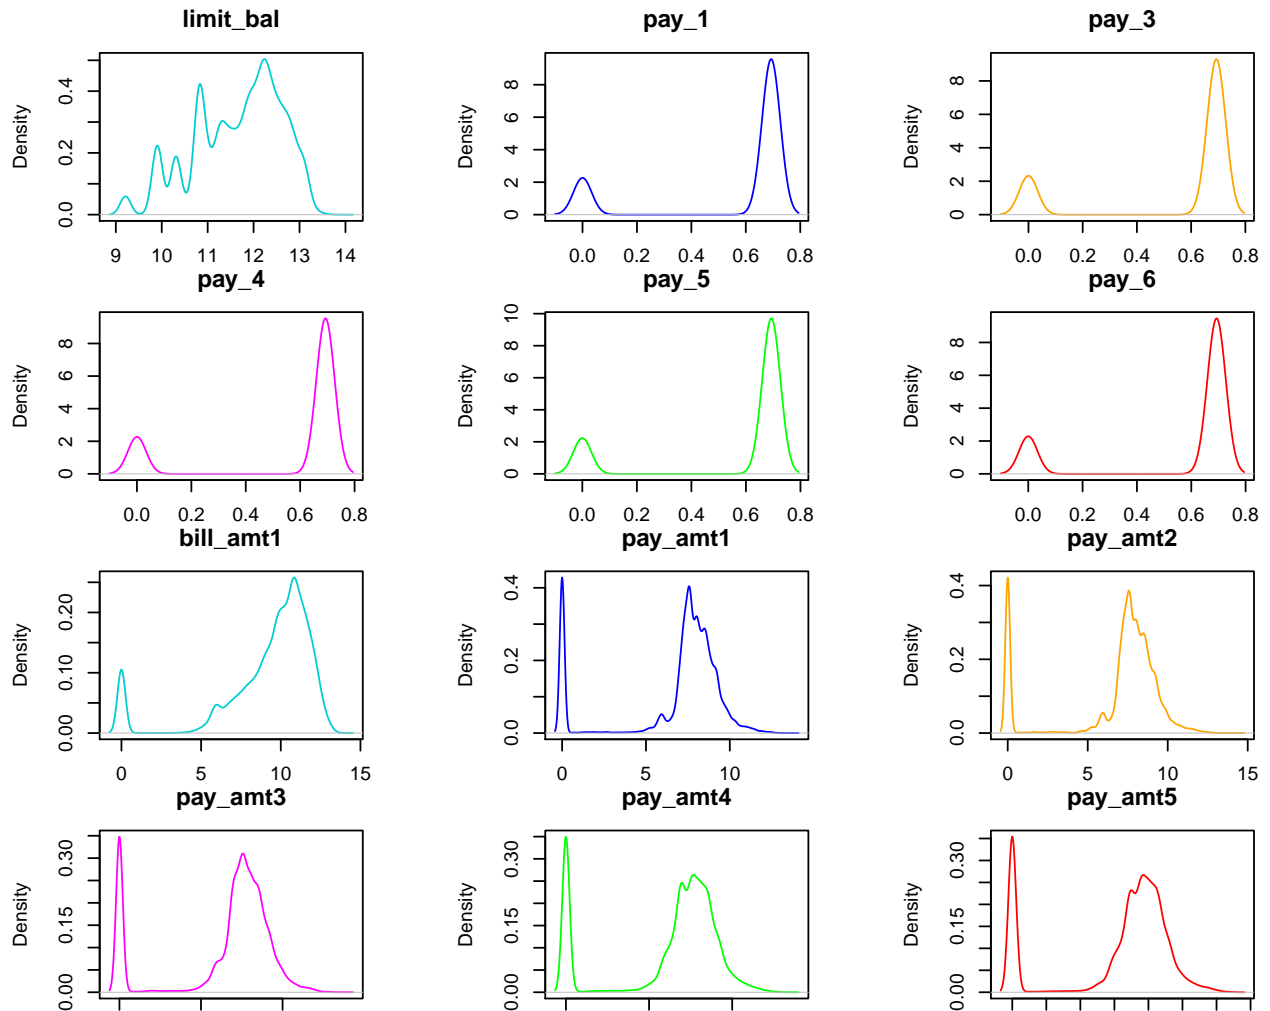 limit_bal pay_1 pay_3
Density 0.0 0.2 0.4 Density 0 2 4 6 8 Density 0 2 4 6 8
9 10 11 12 13 14 0.0 0.2 0.4 0.6 0.8 0.0 0.2 0.4 0.6 0.8
pay_4 pay_5 pay_6
Density 0 2 4 6 8 Density 0 2 4 6 8 10 Density 0 2 4 6 8
0.0 0.2 0.4 0.6 0.8 0.0 0.2 0.4 0.6 0.8 0.0 0.2 0.4 0.6 0.8
bill_amt1 pay_amt1 pay_amt2
Density 0.00 0.10 0.20 Density 0.0 0.2 0.4 Density 0.0 0.2 0.4
0 5 10 15 0 5 10 0 5 10 15
pay_amt3 pay_amt4 pay_amt5
Density 0.00 0.15 0.30 Density 0.00 0.15 0.30 Density 0.00 0.15 0.30